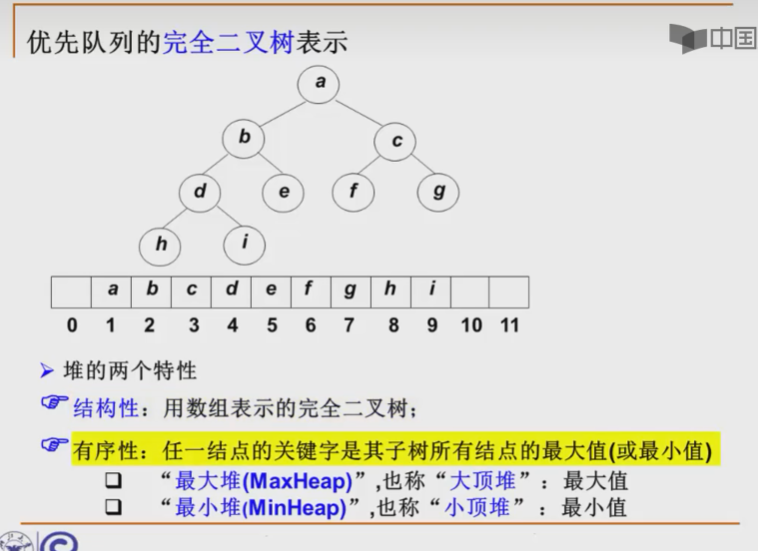 优先队列的完全二叉树表示
中国
a
b c
d e f g
h i
a b c d e f g h i
0 1 2 3 4 5 6 7 8 9 10 11
➢ 堆的两个特性
☞ 结构性：用数组表示的完全二叉树；
☞ 有序性：任一结点的关键字是其子树所有结点的最大值(或最小值)
❑ “最大堆(MaxHeap)”,也称“大顶堆”：最大值
❑ “最小堆(MinHeap)”,也称“小顶堆” ：最小值
©